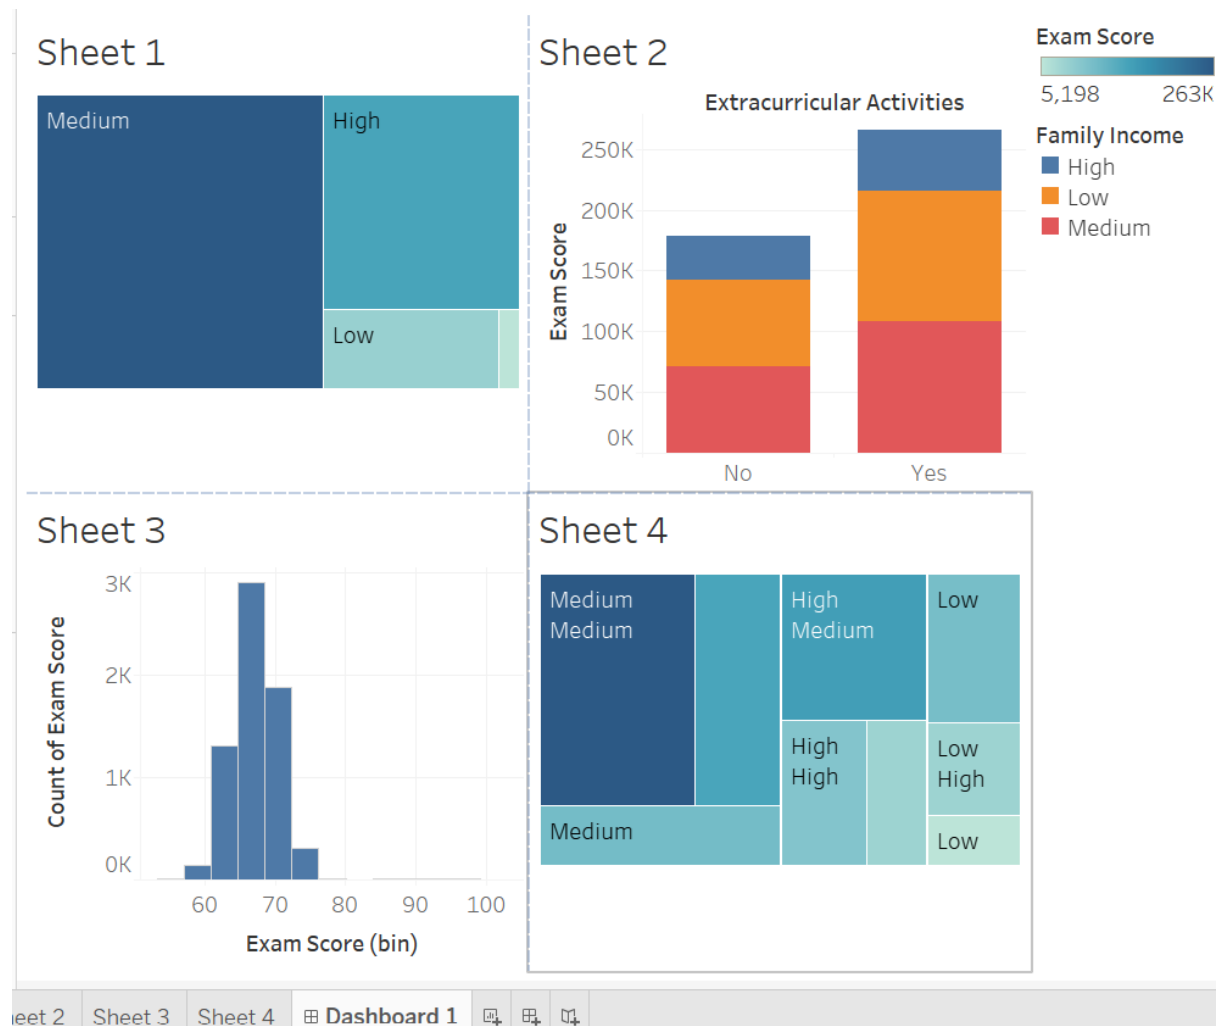 Sheet 1
Medium
High
Low
Sheet 2
Extracurricular Activities
Exam Score
250K
200K
150K
100K
50K
0K
No
Yes
Exam Score
5,198 263K
Family Income
High
Low
Medium
Sheet 3
Count of Exam Score
3K
2K
1K
0K
60 70 80 90 100
Exam Score (bin)
Sheet 4
Medium
Medium
Medium
High
Medium
High
High
Low
Low
High
Low
eet 2 Sheet 3 Sheet 4 Dashboard 1